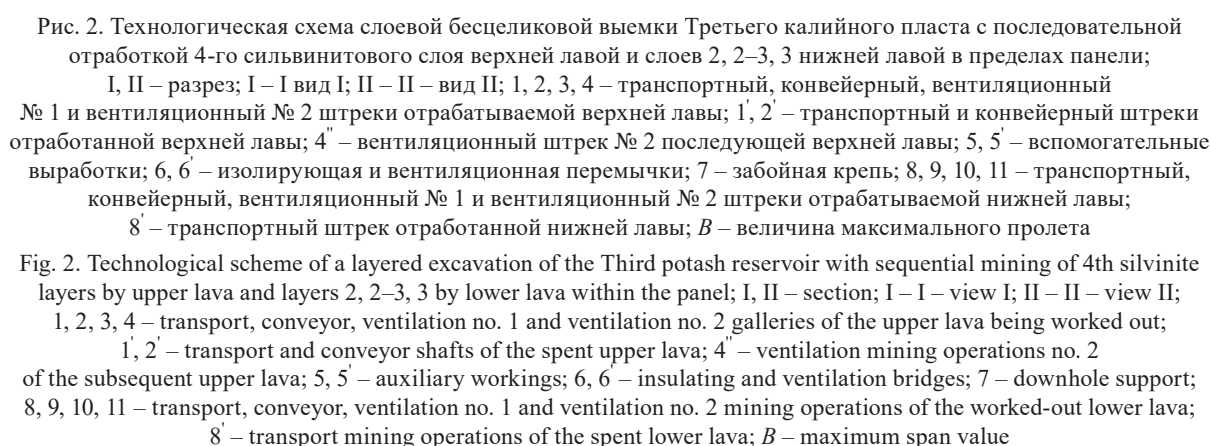 Рис. 2. Технологическая схема слоевой бесцеликовой выемки Третьего калийного пласта с последовательной
отработкой 4-го сильвинитового слоя верхней лавой и слоев 2, 2–3, 3 нижней лавой в пределах панели;
I, II – разрез; I – I вид I; II – II – вид II; 1, 2, 3, 4 – транспортный, конвейерный, вентиляционный
№ 1 и вентиляционный № 2 штреки отрабатываемой верхней лавы; 1', 2' – транспортный и конвейерный штреки
отработанной верхней лавы; 4" – вентиляционный штрек № 2 последующей верхней лавы; 5, 5' – вспомогательные
выработки; 6, 6' – изолирующая и вентиляционная перемычки; 7 – забойная крепь; 8, 9, 10, 11 – транспортный,
конвейерный, вентиляционный № 1 и вентиляционный № 2 штреки отрабатываемой нижней лавы;
8' – транспортный штрек отработанной нижней лавы; B – величина максимального пролета
Fig. 2. Technological scheme of a layered excavation of the Third potash reservoir with sequential mining of 4th silvinite
layers by upper lava and layers 2, 2–3, 3 by lower lava within the panel; I, II – section; I – I – view I; II – II – view II;
1, 2, 3, 4 – transport, conveyor, ventilation no. 1 and ventilation no. 2 galleries of the upper lava being worked out;
1', 2' – transport and conveyor shafts of the spent upper lava; 4" – ventilation mining operations no. 2
of the subsequent upper lava; 5, 5' – auxiliary workings; 6, 6' – insulating and ventilation bridges; 7 – downhole support;
8, 9, 10, 11 – transport, conveyor, ventilation no. 1 and ventilation no. 2 mining operations of the worked-out lower lava;
8' – transport mining operations of the spent lower lava; B – maximum span value